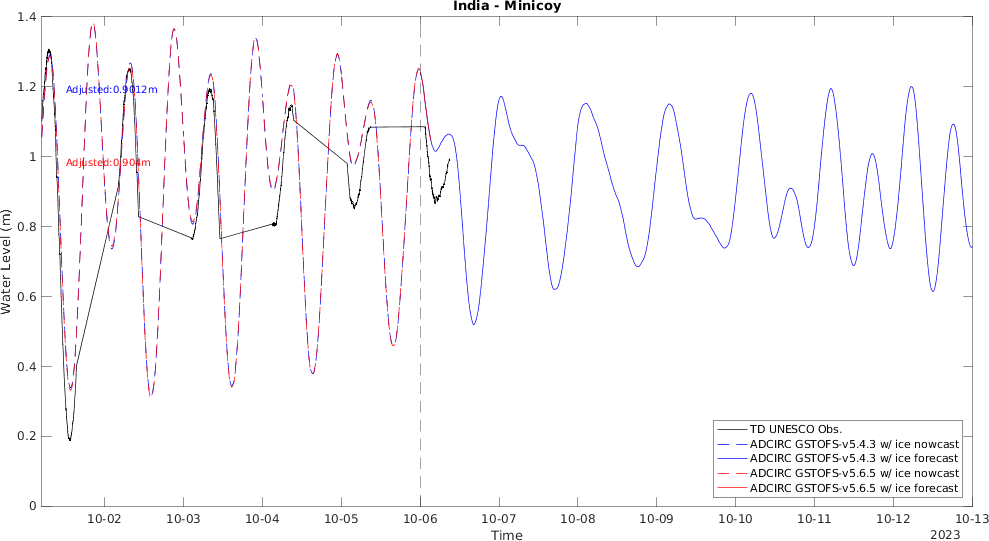 India - Minicoy
1.4
1.2
1
0.8
0.6
0.4
0.2
0
Water Level (m)
Adjusted:0.9012m
Adjusted:0.904m
TD UNESCO Obs.
ADCIRC GSTOFS-v5.4.3 w/ ice nowcast
ADCIRC GSTOFS-v5.4.3 w/ ice forecast
ADCIRC GSTOFS-v5.6.5 w/ ice nowcast
ADCIRC GSTOFS-v5.6.5 w/ ice forecast
10-02 10-03 10-04 10-05 10-06 10-07 10-08 10-09 10-10 10-11 10-12 10-13
Time
2023